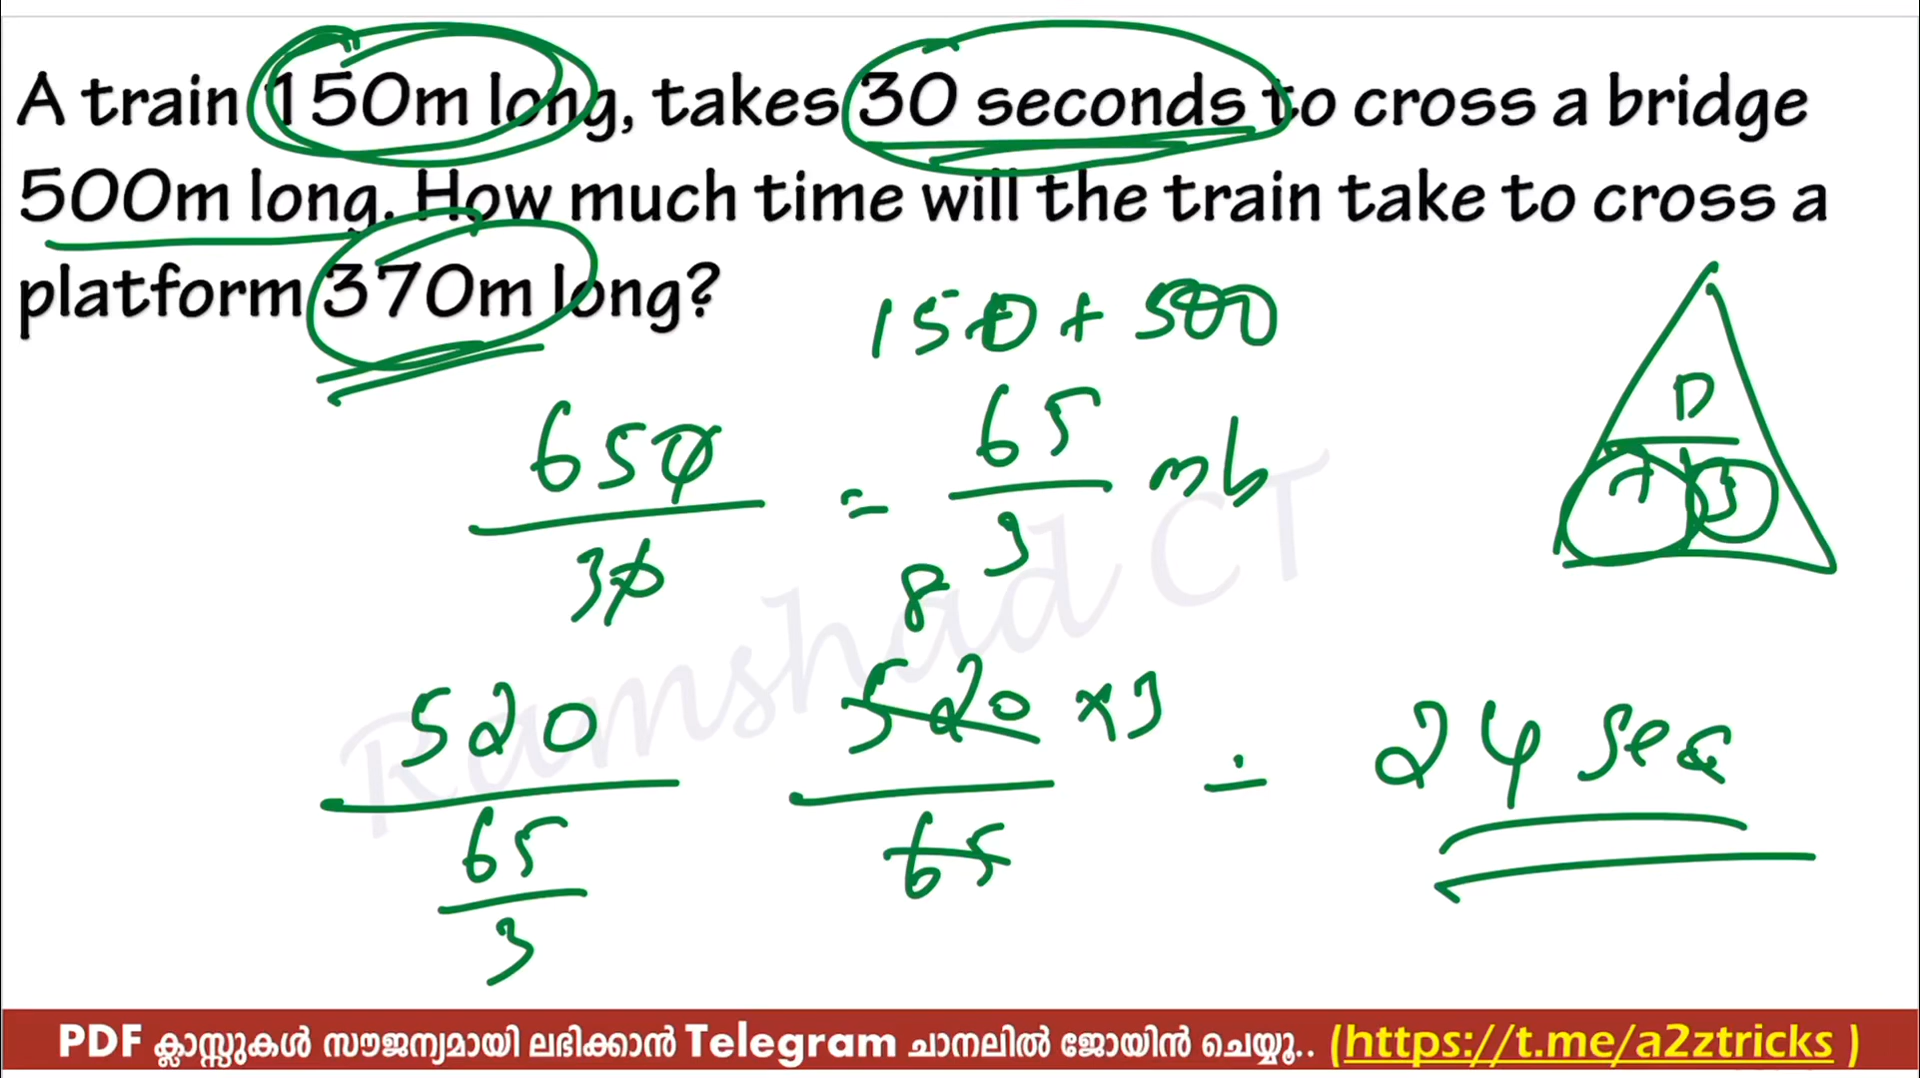 A train 150m long, takes 30 seconds to cross a bridge
500m long. How much time will the train take to cross a
platform 370m long?
150 + 500
650
30
=
65
3
m/s
D
T
S
520
65
3
8
520 x3
65
=
24 sec
Ramshad CT
PDF ക്ലാസ്സുകൾ സൗജന്യമായി ലഭിക്കാൻ Telegram ചാനലിൽ ജോയിൻ ചെയ്യൂ.. (https://t.me/a2ztricks )